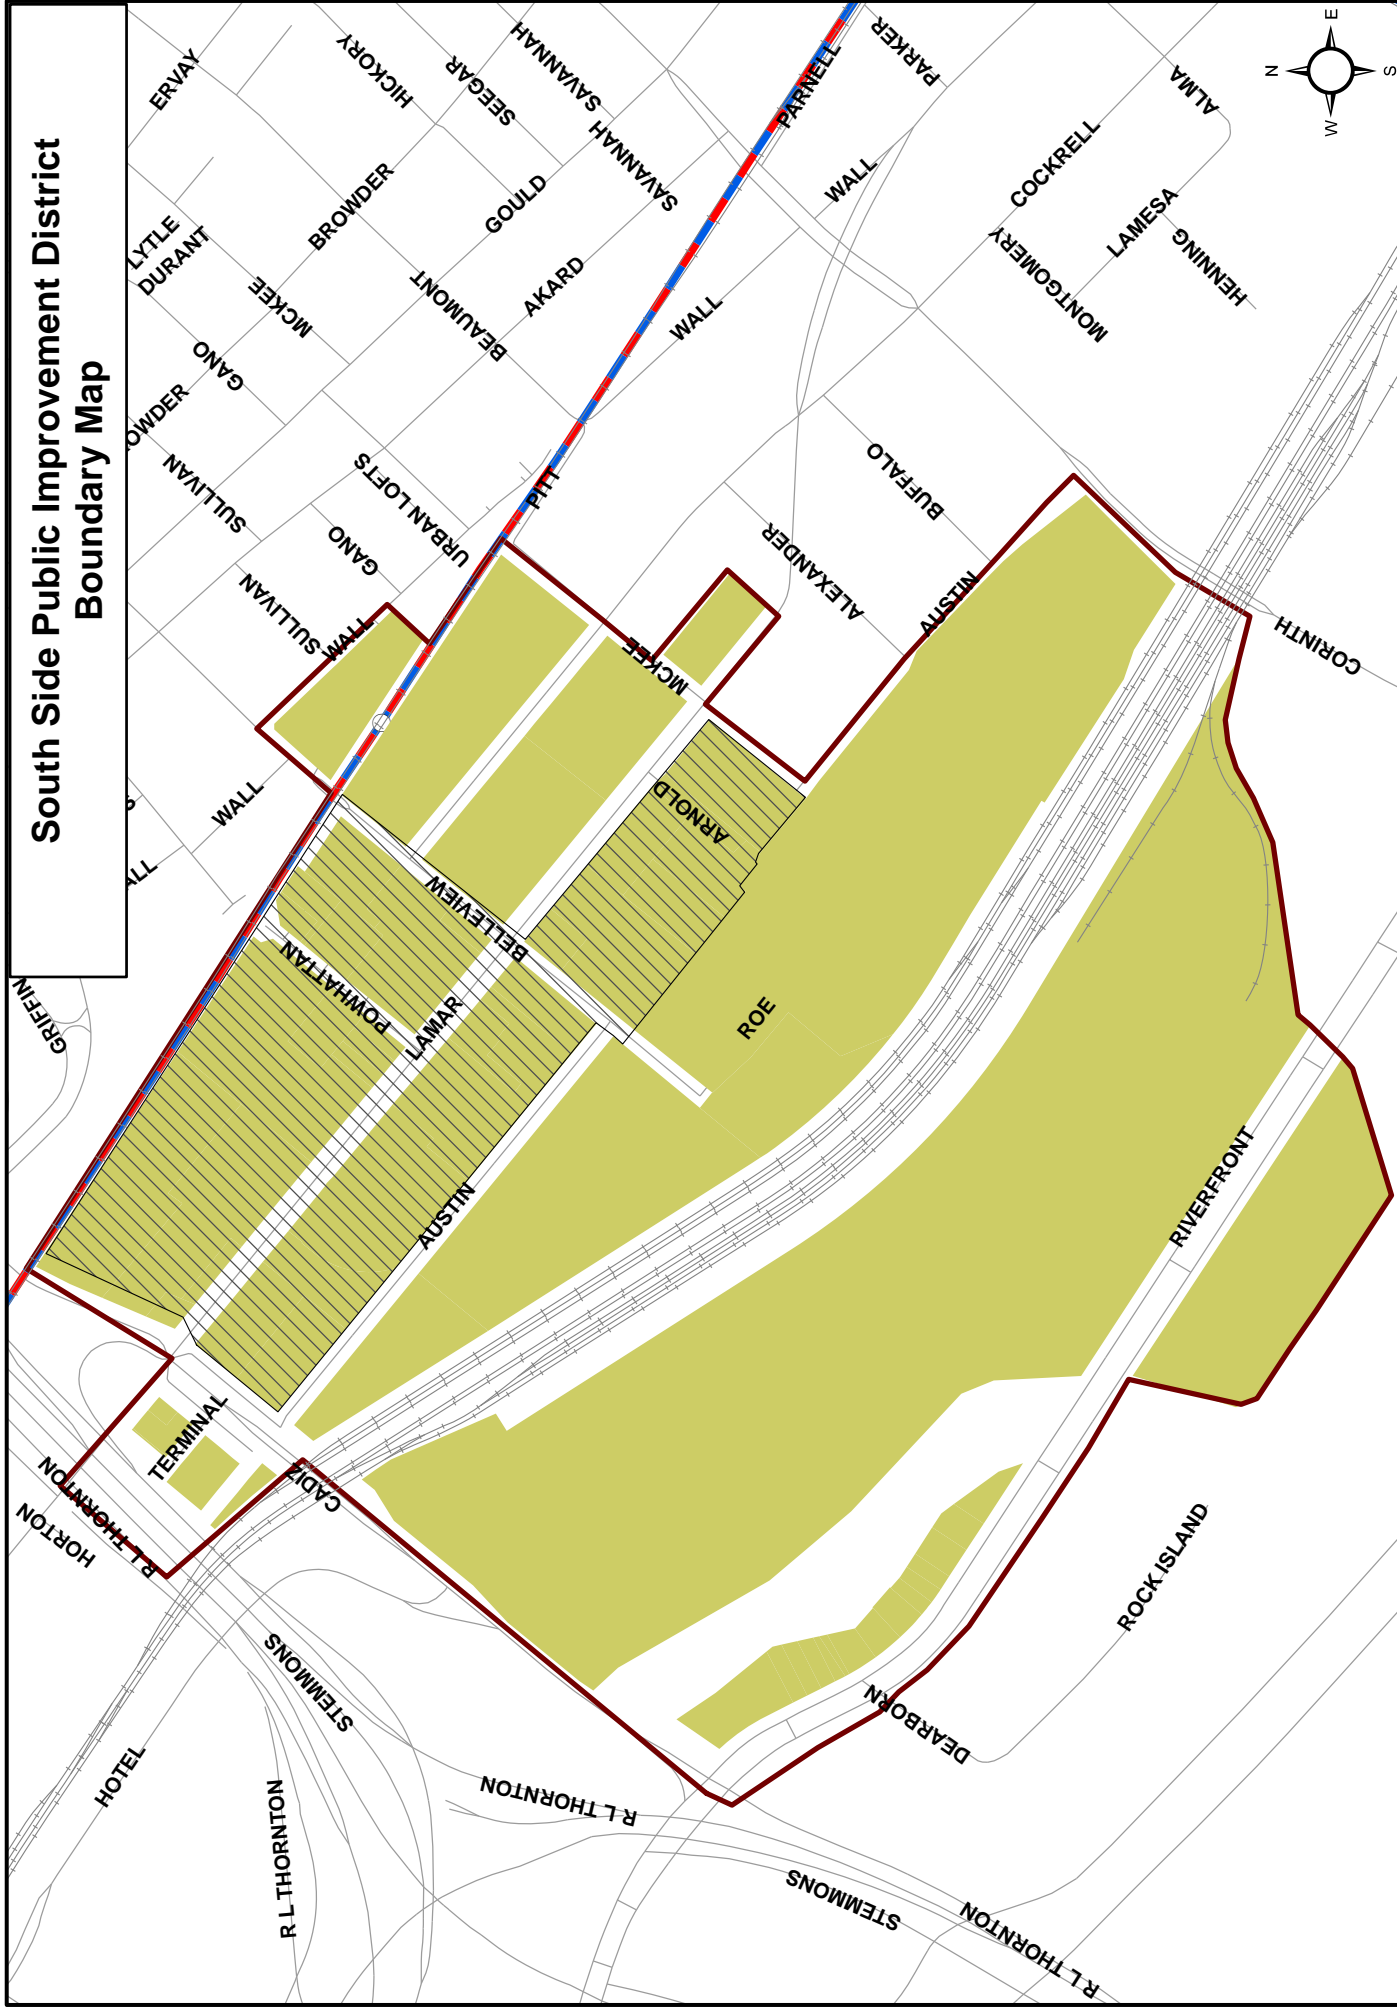 South Side Public Improvement District
Boundary Map
ERVAY
HICKORY
SEEGAR
SAVANNAH
SAVANNAH
PARNELL
PARKER
ALMA
N
E
S
W
LYTLE
DURANT
BROWDER
GOULD
MCKEE
BEAUMONT
AKARD
WALL
WALL
COCKRELL
LAMESA
MONTGOMERY
HENNING
GANO
OWDER
SULLIVAN
URBAN LOFTS
GANO
PITT
BUFFALO
ALEXANDER
AUSTIN
SULLIVAN
WALL
MCKEE
CORINTH
WALL
S
ALL
ARNOLD
BELLEVIEW
POWHATTAN
LAMAR
ROE
GRIFFIN
AUSTIN
RIVERFRONT
TERMINAL
CADIZ
R L THORNTON
HORTON
ROCK ISLAND
STEMMONS
HOTEL
DEARBORN
R L THORNTON
R L THORNTON
STEMMONS
R L THORNTON